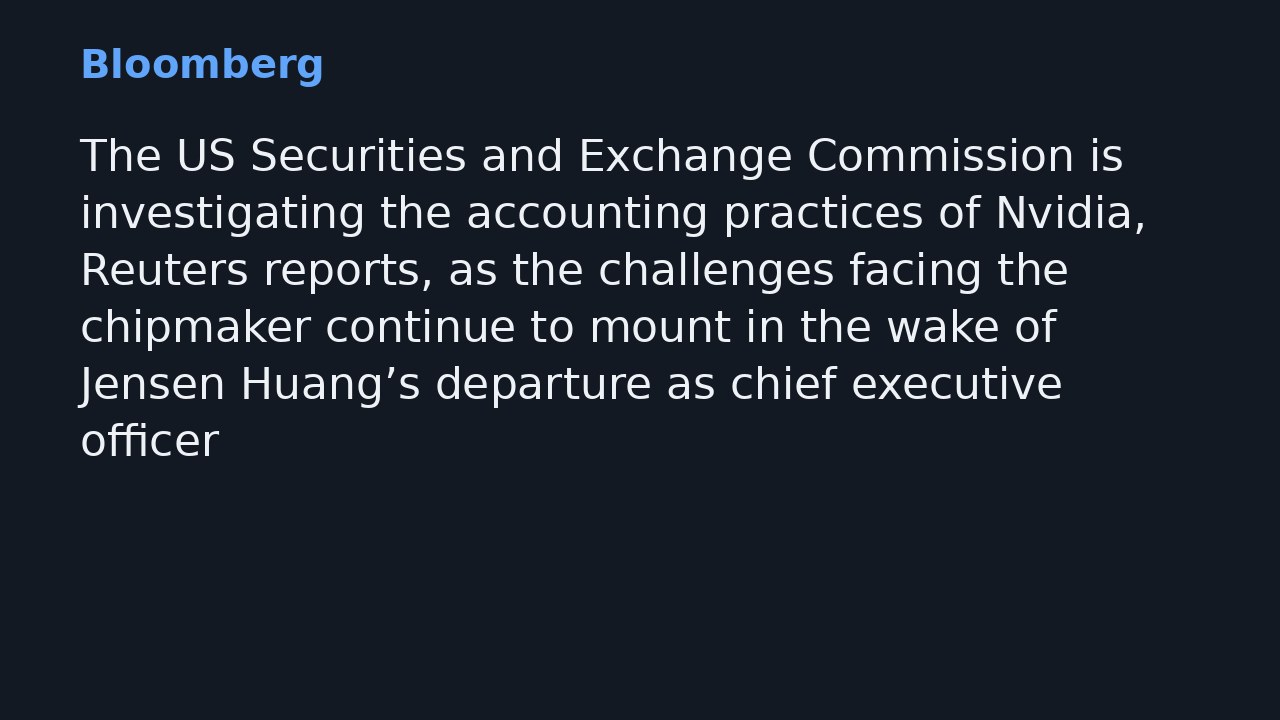 Bloomberg
The US Securities and Exchange Commission is
investigating the accounting practices of Nvidia,
Reuters reports, as the challenges facing the
chipmaker continue to mount in the wake of
Jensen Huang’s departure as chief executive
officer